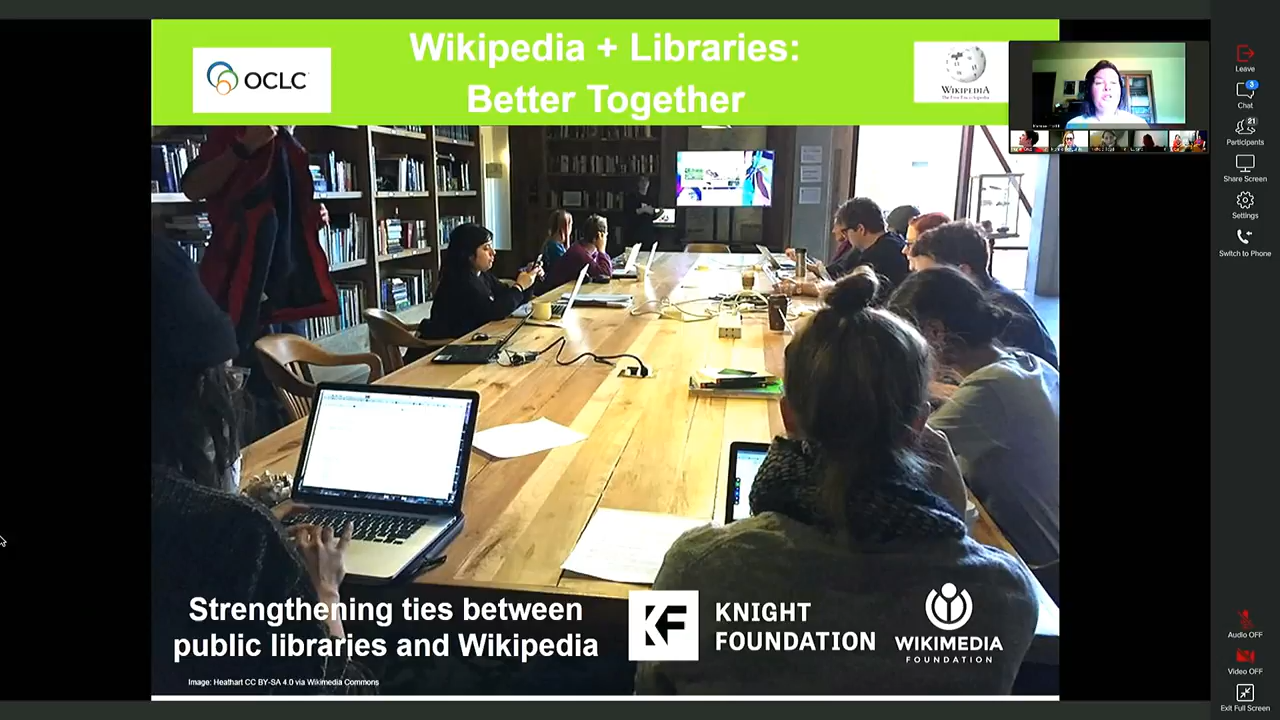 Wikipedia + Libraries:
Better Together
OCLC
WIKIPEDIA
The Free Encyclopedia
Leave
3
Chat
21
Participants
Share Screen
Settings
Switch to Phone
Strengthening ties between
public libraries and Wikipedia
KF
KNIGHT
FOUNDATION
WIKIMEDIA
FOUNDATION
Image: Heathart CC BY-SA 4.0 via Wikimedia Commons
Audio OFF
Video OFF
Exit Full Screen